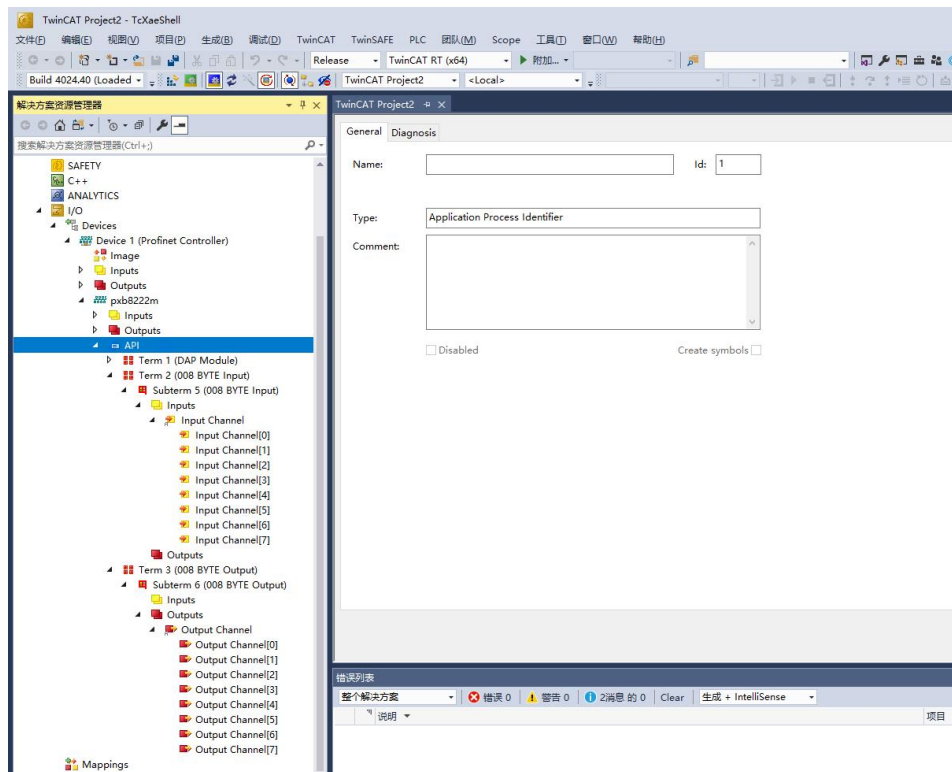 TwinCAT Project2 - TcXaeShell
文件(F) 编辑(E) 视图(V) 项目(P) 生成(B) 调试(D) TwinCAT TwinSAFE PLC 团队(M) Scope 工具(T) 窗口(W) 帮助(H)
Release TwinCAT RT (x64) 附加...
Build 4024.40 (Loaded TwinCAT Project2 <Local>
解决方案资源管理器
TwinCAT Project2
搜索解决方案资源管理器(Ctrl+;)
SAFETY
C++
ANALYTICS
I/O
Devices
Device 1 (Profinet Controller)
Image
Inputs
Outputs
pxb8222m
Inputs
Outputs
API
Term 1 (DAP Module)
Term 2 (008 BYTE Input)
Subterm 5 (008 BYTE Input)
Inputs
Input Channel
Input Channel[0]
Input Channel[1]
Input Channel[2]
Input Channel[3]
Input Channel[4]
Input Channel[5]
Input Channel[6]
Input Channel[7]
Outputs
Term 3 (008 BYTE Output)
Subterm 6 (008 BYTE Output)
Inputs
Outputs
Output Channel
Output Channel[0]
Output Channel[1]
Output Channel[2]
Output Channel[3]
Output Channel[4]
Output Channel[5]
Output Channel[6]
Output Channel[7]
Mappings
General Diagnosis
Name: Id: 1
Type: Application Process Identifier
Comment:
Disabled Create symbols
错误列表
整个解决方案 错误 0 警告 0 2消息 的 0 Clear 生成 + IntelliSense
说明 项目